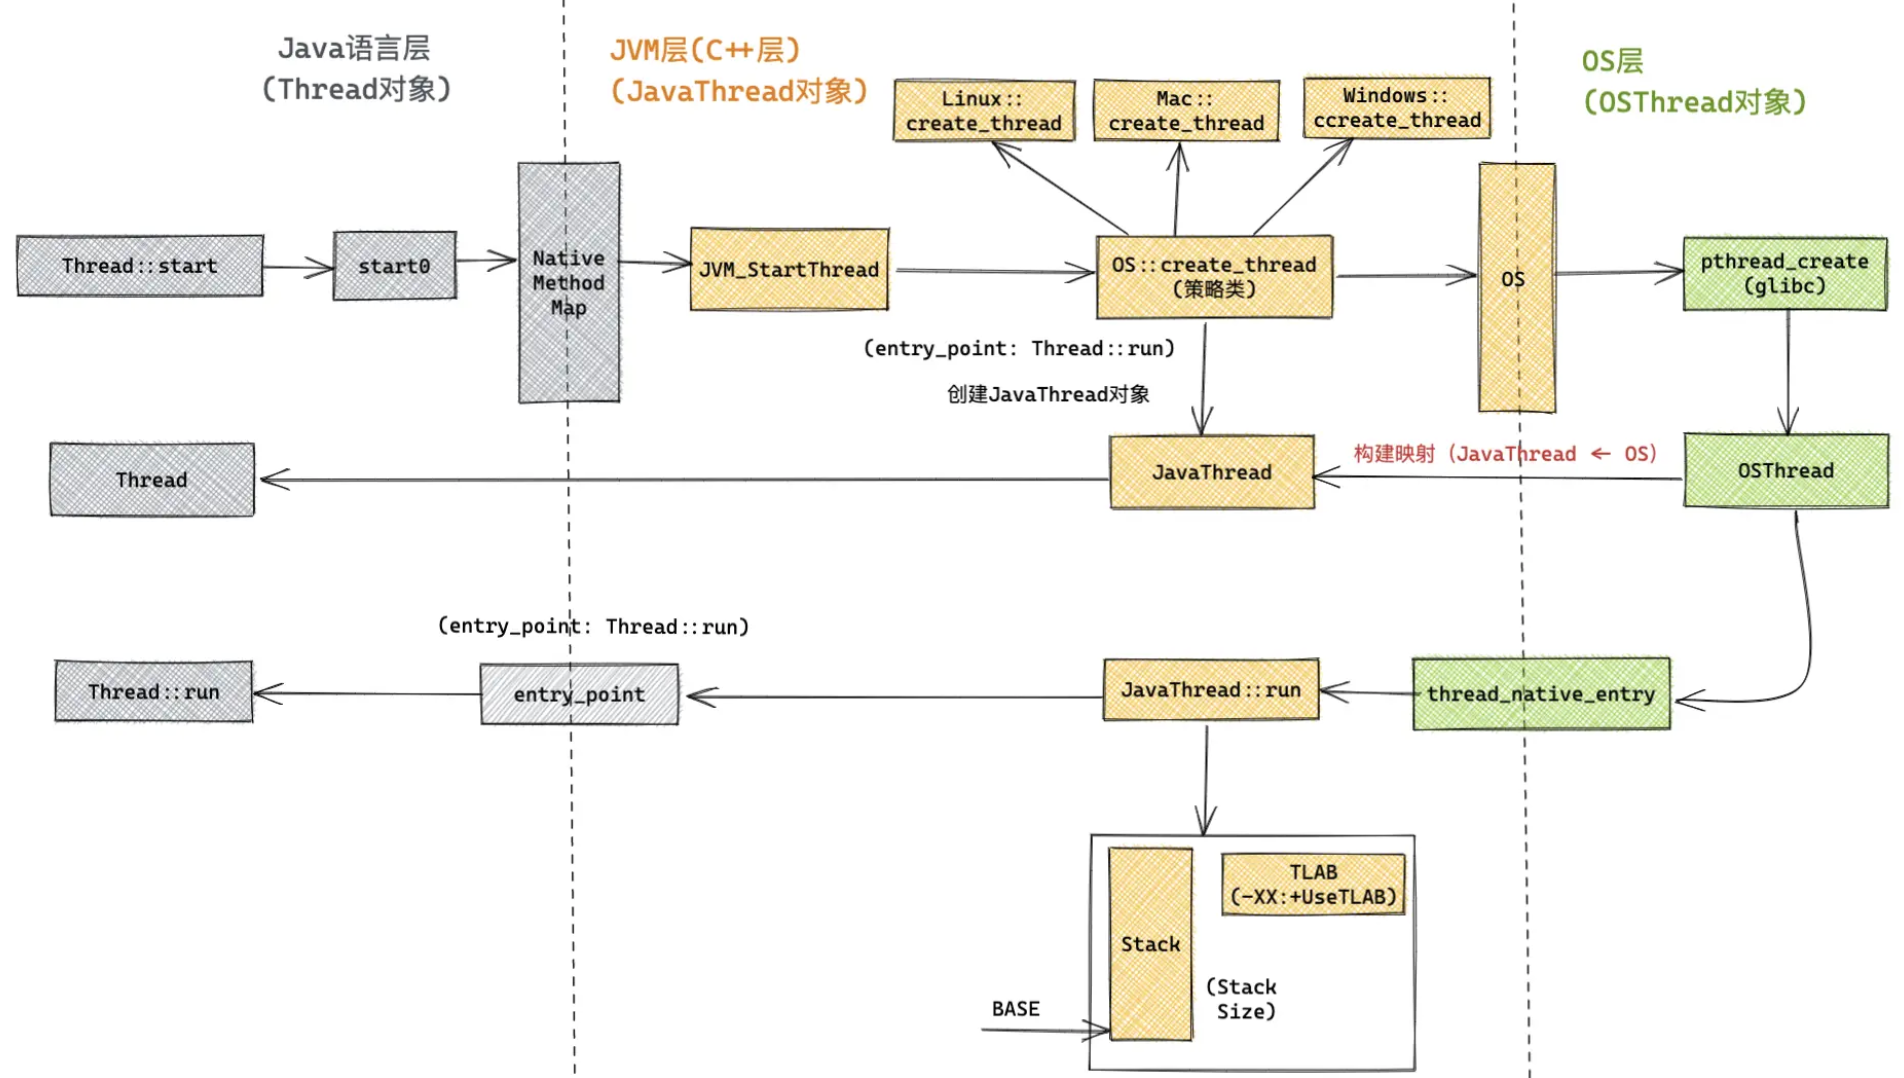 Java语言层
(Thread对象)
JVM层(C++层)
(JavaThread对象)
OS层
(OSThread对象)
Linux::
create_thread
Mac::
create_thread
Windows::
ccreate_thread
Thread::start
start0
Native
Method
Map
JVM_StartThread
OS::create_thread
(策略类)
OS
pthread_create
(glibc)
(entry_point: Thread::run)
创建JavaThread对象
Thread
JavaThread
构建映射（JavaThread <- OS）
OSThread
(entry_point: Thread::run)
Thread::run
entry_point
JavaThread::run
thread_native_entry
TLAB
(-XX:+UseTLAB)
Stack
(Stack
Size)
BASE